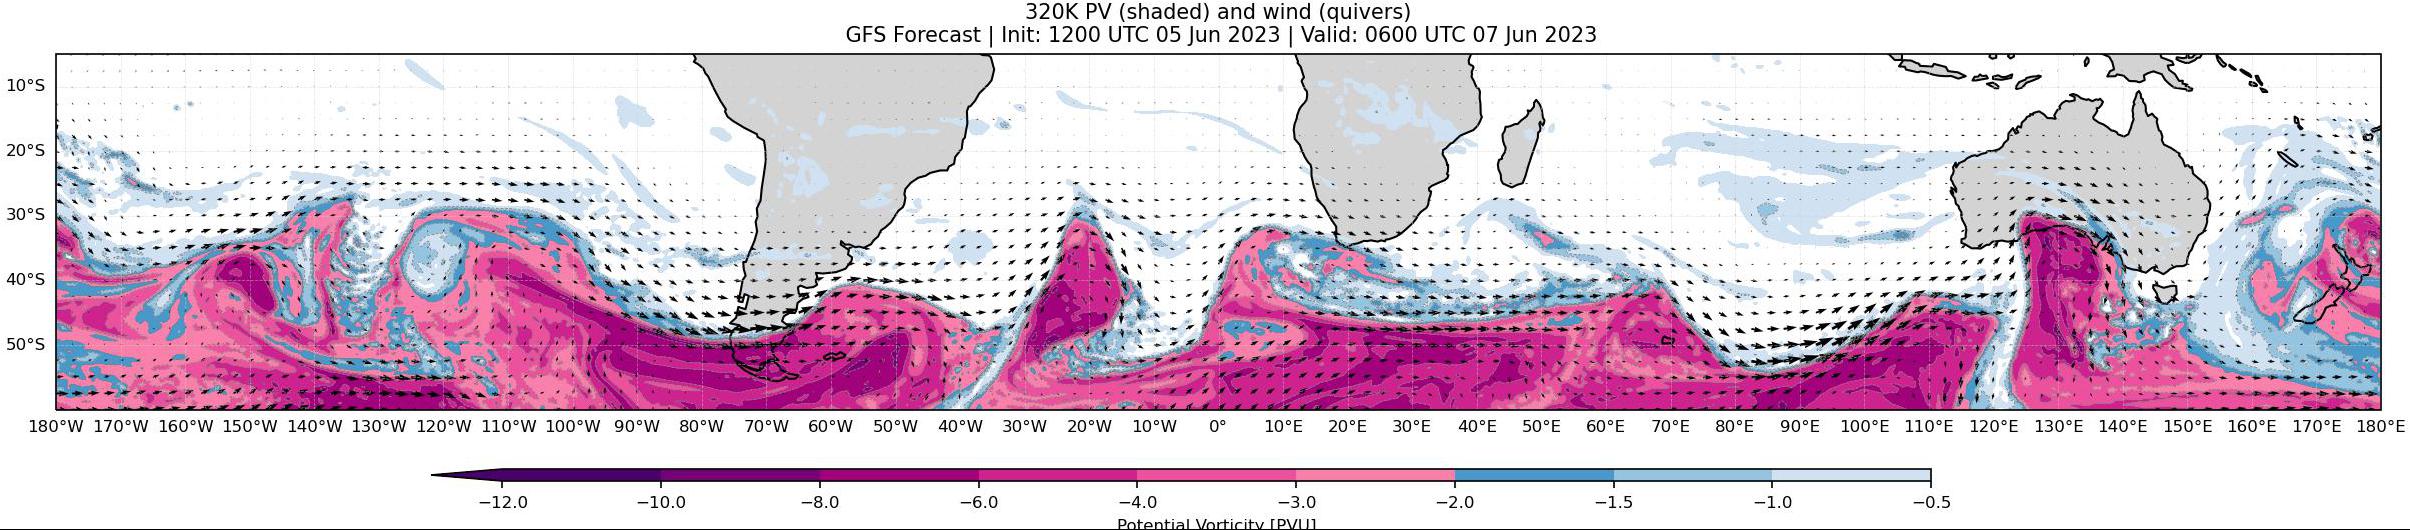 320K PV (shaded) and wind (quivers)
GFS Forecast | Init: 1200 UTC 05 Jun 2023 | Valid: 0600 UTC 07 Jun 2023
10°S
20°S
30°S
40°S
50°S
180°W 170°W 160°W 150°W 140°W 130°W 120°W 110°W 100°W 90°W 80°W 70°W 60°W 50°W 40°W 30°W 20°W 10°W 0° 10°E 20°E 30°E 40°E 50°E 60°E 70°E 80°E 90°E 100°E 110°E 120°E 130°E 140°E 150°E 160°E 170°E 180°E
−12.0 −10.0 −8.0 −6.0 −4.0 −3.0 −2.0 −1.5 −1.0 −0.5
Potential Vorticity [PVU]